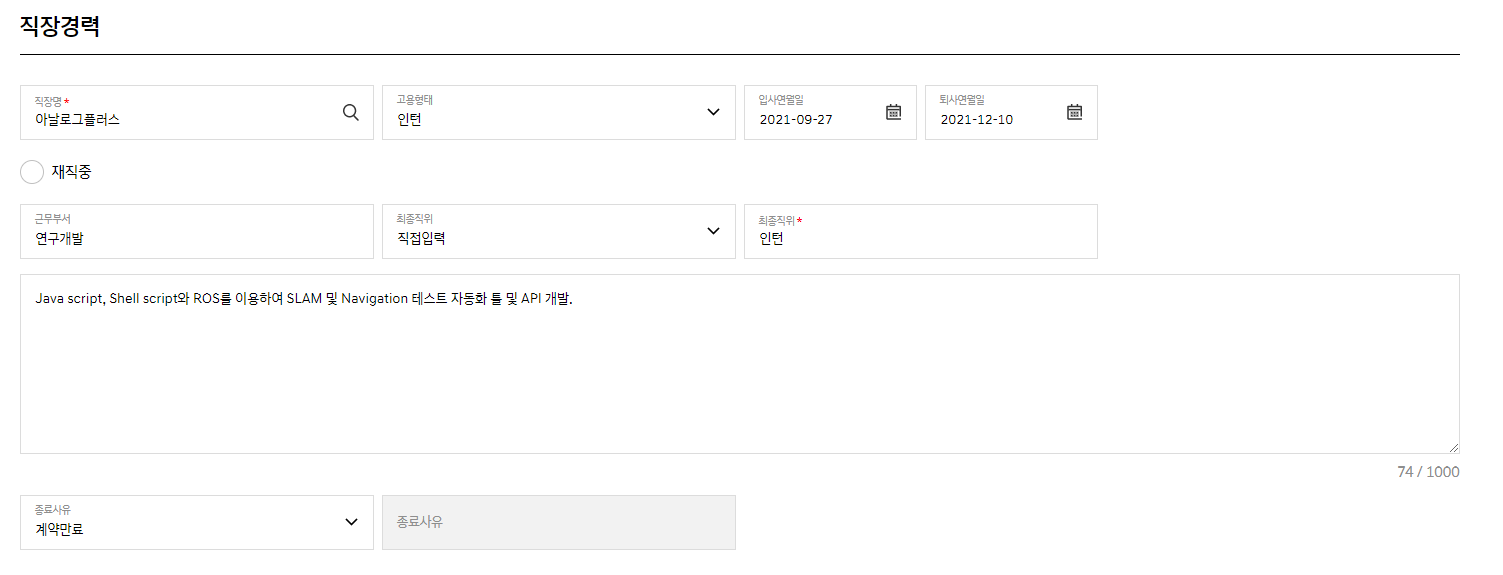 직장경력
직장명*
아날로그플러스
고용형태
인턴
입사연월일
2021-09-27
퇴사연월일
2021-12-10
재직중
근무부서
연구개발
최종직위
직접입력
최종직위*
인턴
Java script, Shell script와 ROS를 이용하여 SLAM 및 Navigation 테스트 자동화 툴 및 API 개발.
74 / 1000
종료사유
계약만료
종료사유